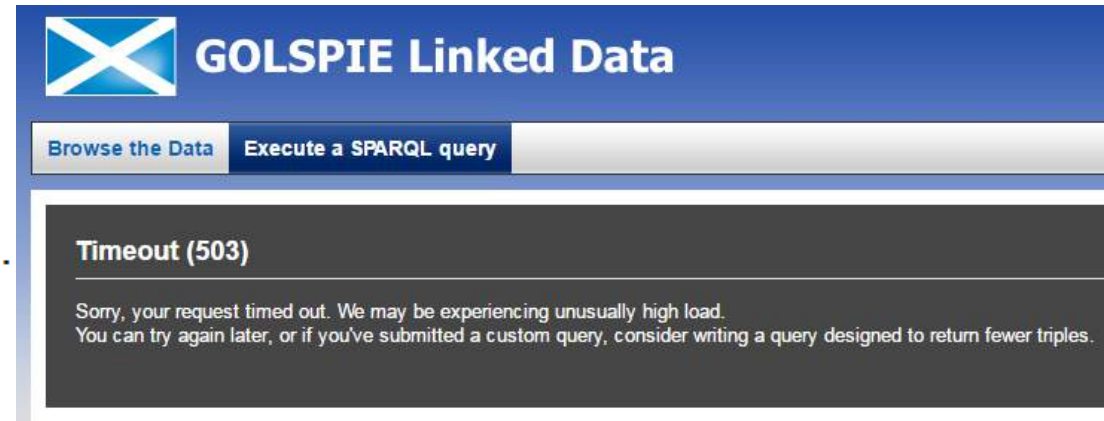 GOLSPIE Linked Data
Browse the Data Execute a SPARQL query
Timeout (503)
Sorry, your request timed out. We may be experiencing unusually high load.
You can try again later, or if you've submitted a custom query, consider writing a query designed to return fewer triples.